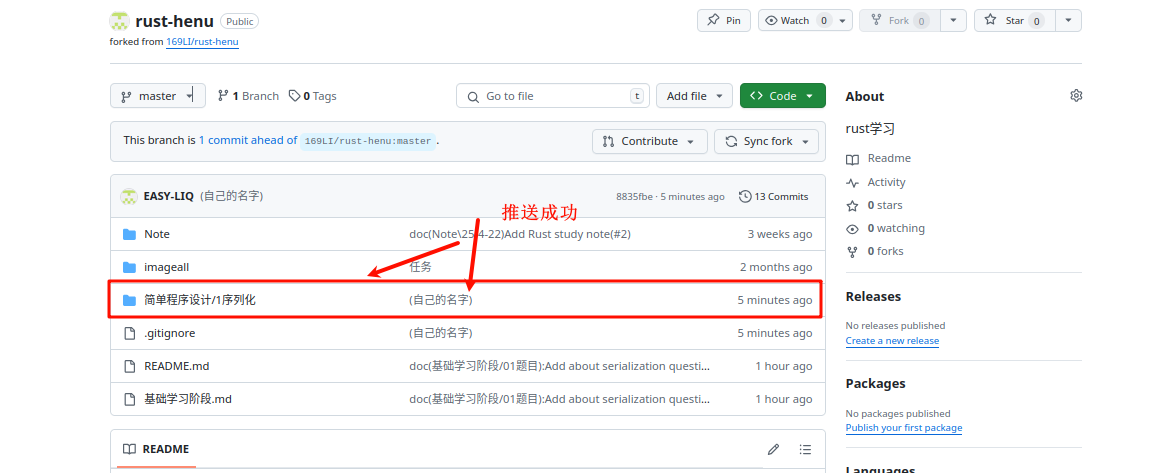 rust-henu Public
Pin Watch 0 Fork 0 Star 0
forked from 169LI/rust-henu
master 1 Branch 0 Tags Go to file t Add file Code
This branch is 1 commit ahead of 169LI/rust-henu:master.
Contribute Sync fork
EASY-LIQ (自己的名字) 8835fbe · 5 minutes ago 13 Commits
推送成功
Note doc(Note\25/4-22)Add Rust study note(#2) 3 weeks ago
imageall 任务 2 months ago
简单程序设计/1序列化 (自己的名字) 5 minutes ago
.gitignore (自己的名字) 5 minutes ago
README.md doc(基础学习阶段/01题目):Add about serialization questi... 1 hour ago
基础学习阶段.md doc(基础学习阶段/01题目):Add about serialization questi... 1 hour ago
README
About
rust学习
Readme
Activity
0 stars
0 watching
0 forks
Releases
No releases published
Create a new release
Packages
No packages published
Publish your first package
Languages